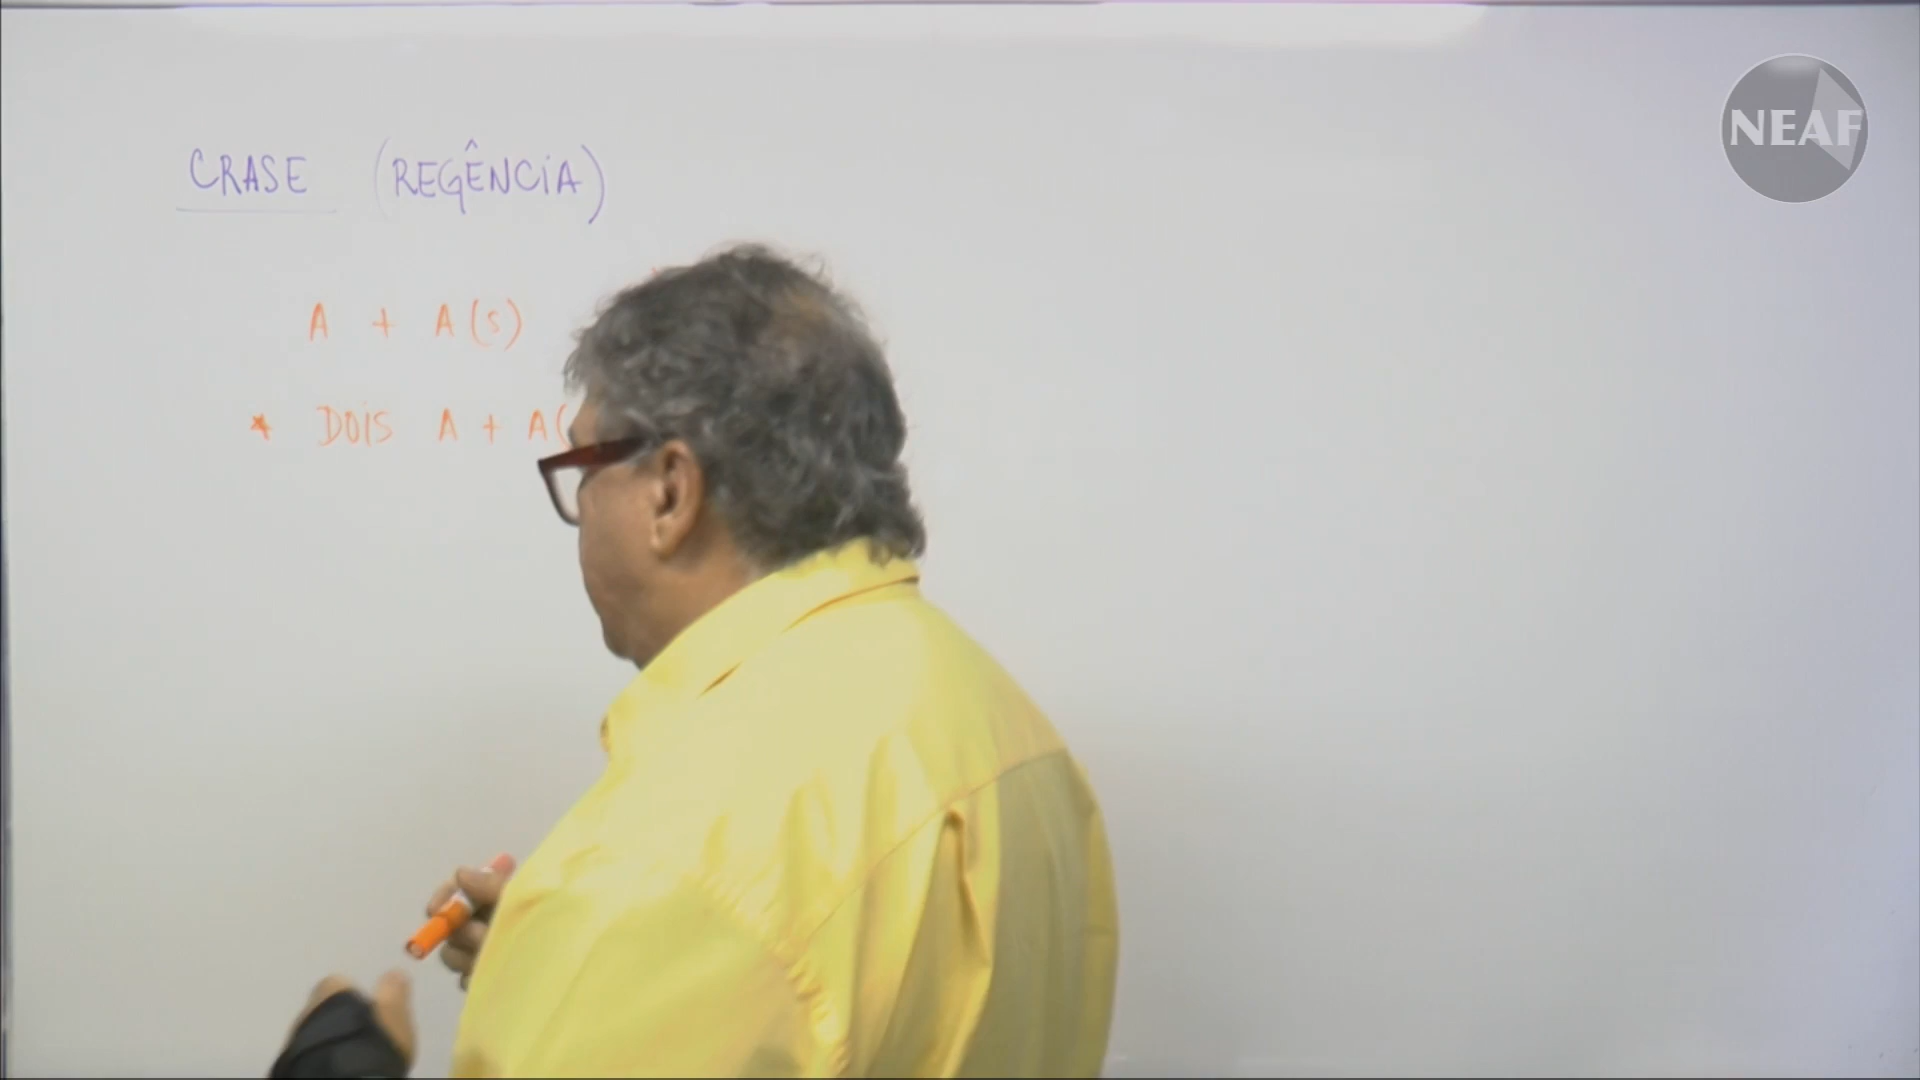 NEAF
CRASE (REGÊNCIA)
A + A(S)
* DOIS A + A(